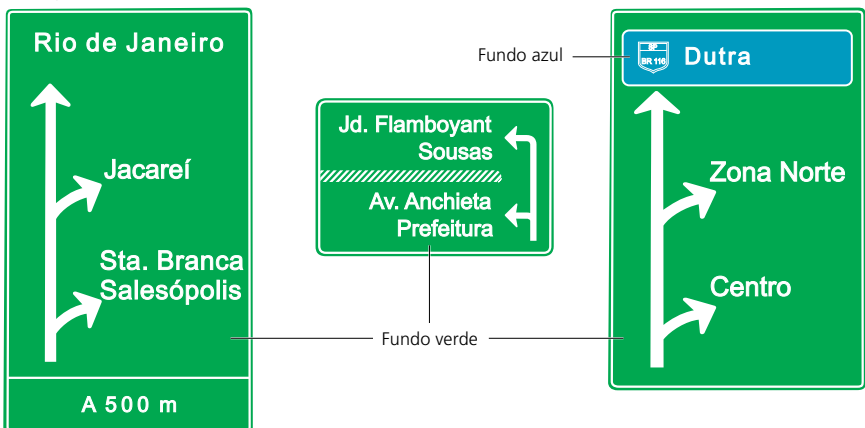 Rio de Janeiro
Jacareí
Sta. Branca
Salesópolis
A 500 m
Jd. Flamboyant
Sousas
Av. Anchieta
Prefeitura
Fundo verde
Fundo azul
SP
BR 116
Dutra
Zona Norte
Centro